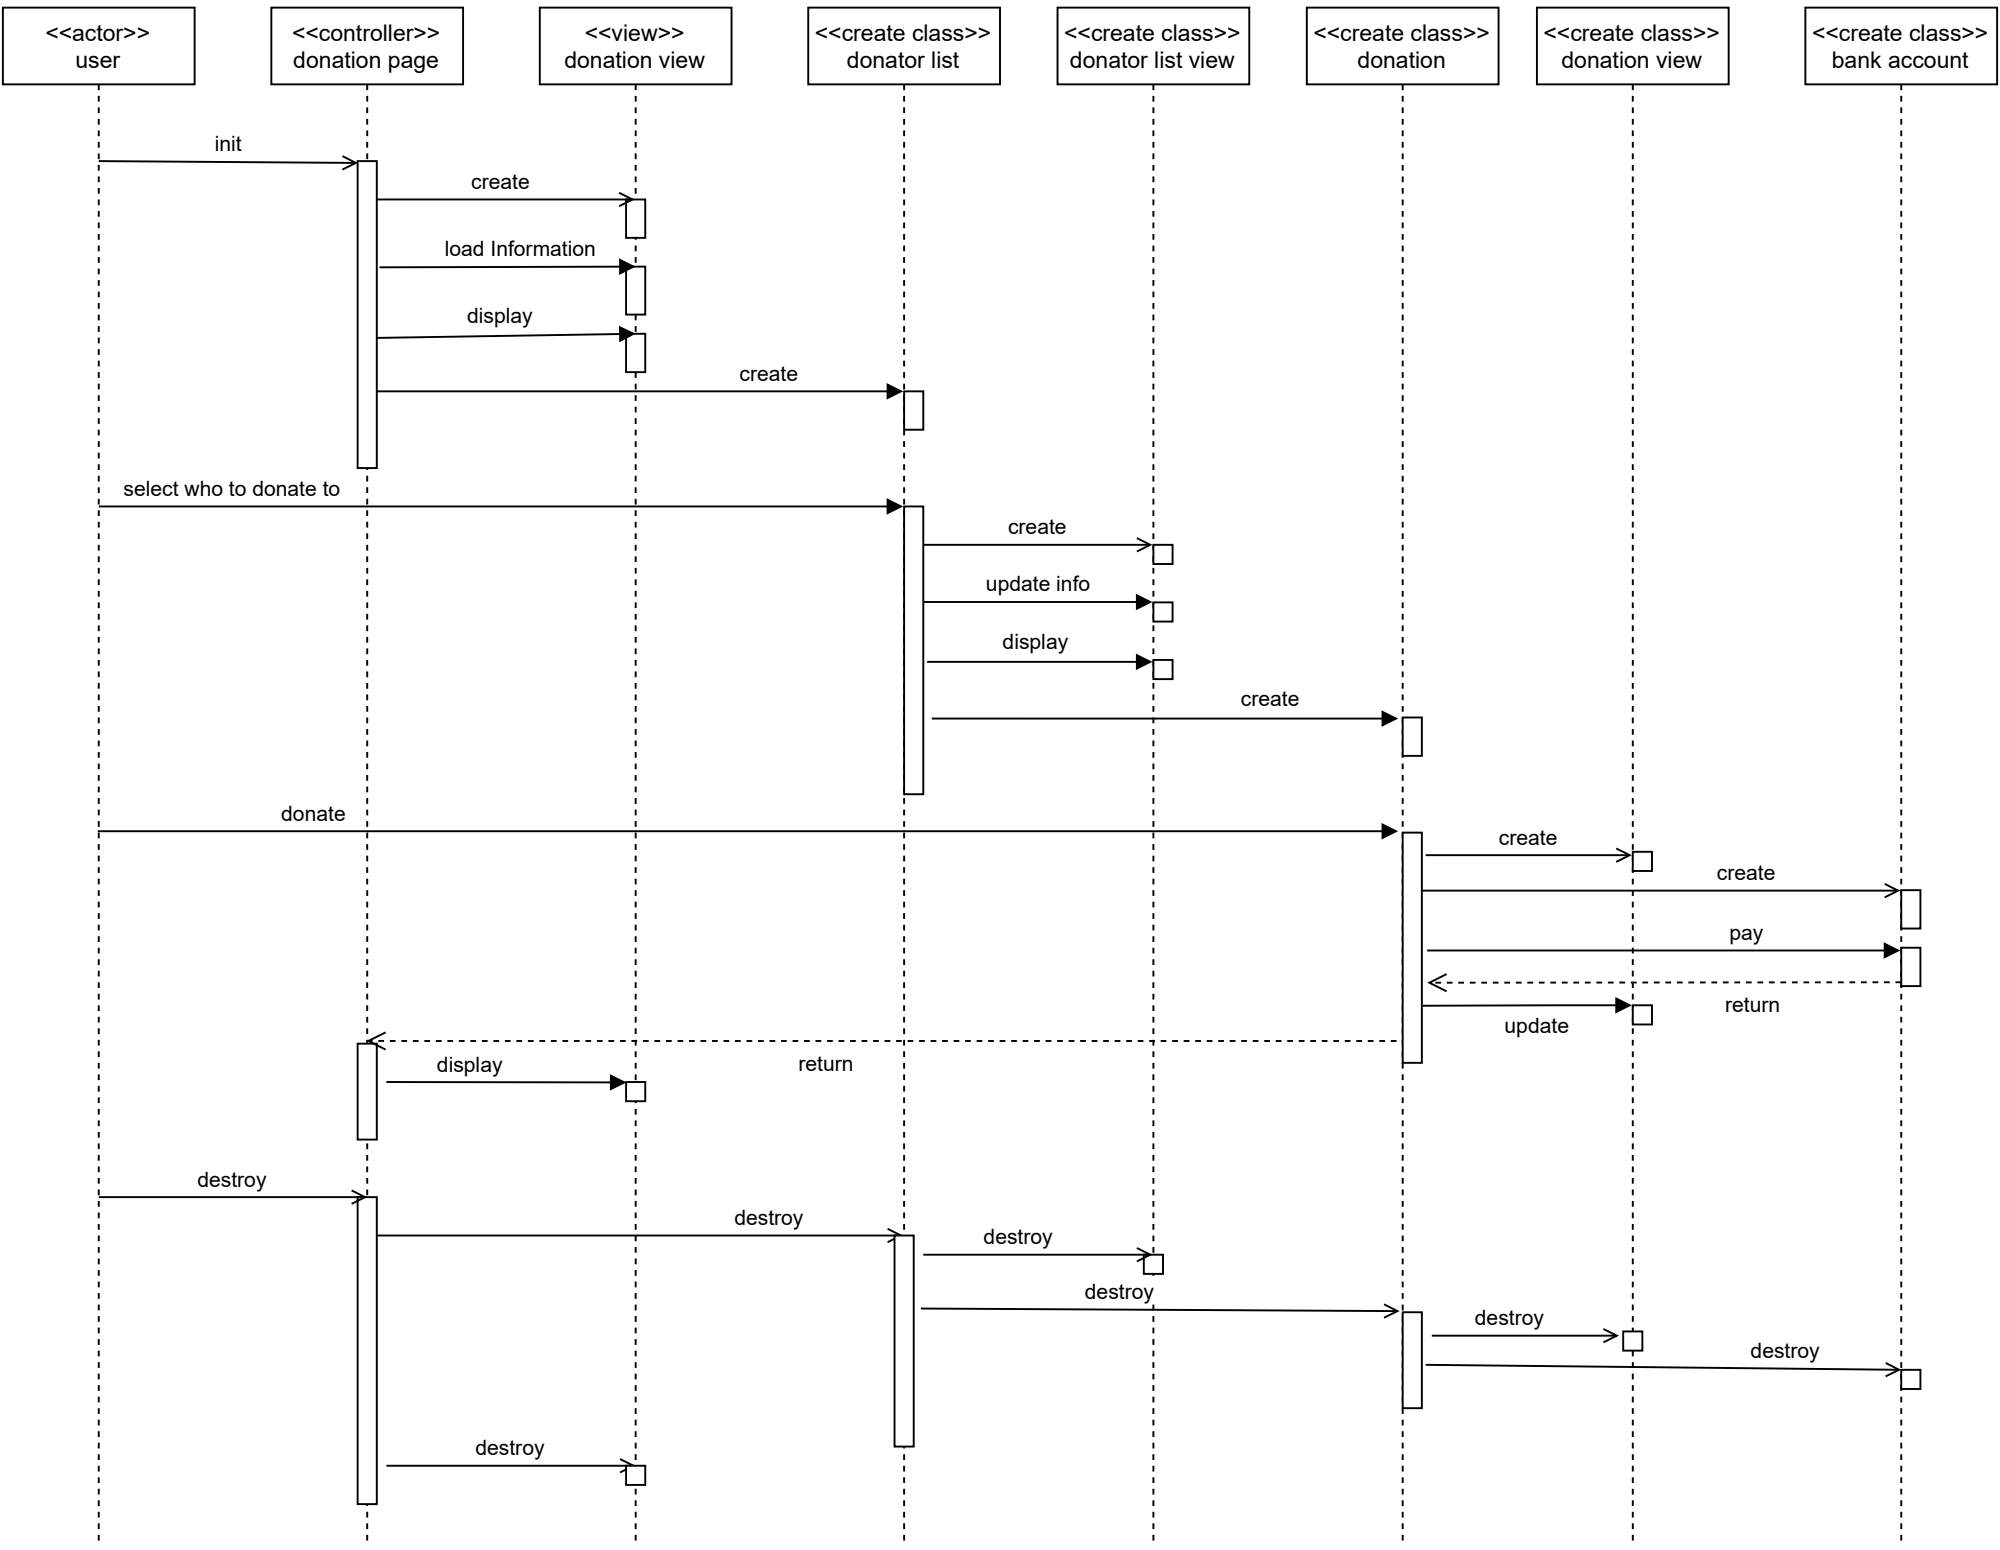 <<actor>>
user
<<controller>>
donation page
<<view>>
donation view
<<create class>>
donator list
<<create class>>
donator list view
<<create class>>
donation
<<create class>>
donation view
<<create class>>
bank account
init
create
load Information
display
create
select who to donate to
create
update info
display
create
donate
create
create
pay
return
update
return
display
destroy
destroy
destroy
destroy
destroy
destroy
destroy